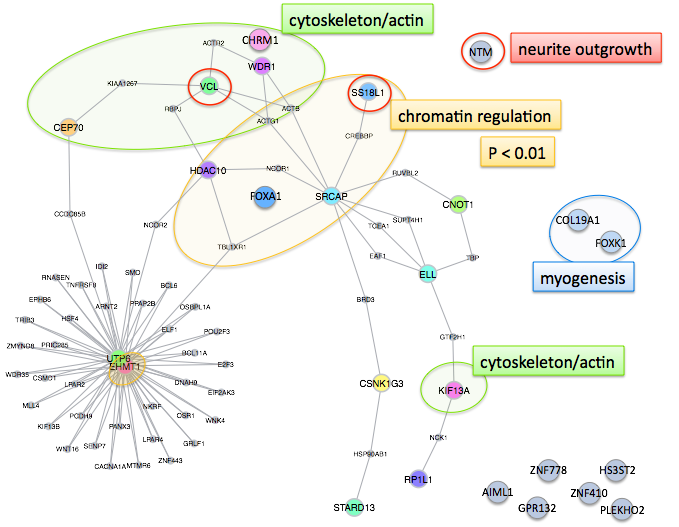 cytoskeleton/actin
neurite outgrowth
NTM
ACTR2
CHRM1
WDR1
KIAA1267
VCL
SS18L1
RBPJ
ACTB
chromatin regulation
CEP70
ACTG1
CREBBP
P < 0.01
HDAC10
NCOR1
RUVBL2
FOXA1
SRCAP
CNOT1
CCDC85B
NCOR2
TCEA1
SUPT4H1
COL19A1
TBL1XR1
EAF1
TBP
FOXK1
IDI2
SMO
ELL
myogenesis
RNASEN
TNFRSF8
BCL6
EPHB6
ARNT2
PPAP2B
OSBPL1A
BRD3
TRIB3
HSF4
ELF1
POU2F3
GTF2H1
ZMYND8
PRIC285
BCL11A
UTP6
EHMT1
E2F3
cytoskeleton/actin
WDR35
CSMD1
LPAR2
DNAH9
EIF2AK3
CSNK1G3
KIF13A
MLL4
PCDH9
NKRF
OSR1
WNK4
KIF13B
PANX3
LPAR4
GRLF1
NCK1
WNT16
SENP7
ZNF443
HSP90AB1
CACNA1A
MTMR6
RP1L1
ZNF778
HS3ST2
AIML1
ZNF410
STARD13
GPR132
PLEKHO2